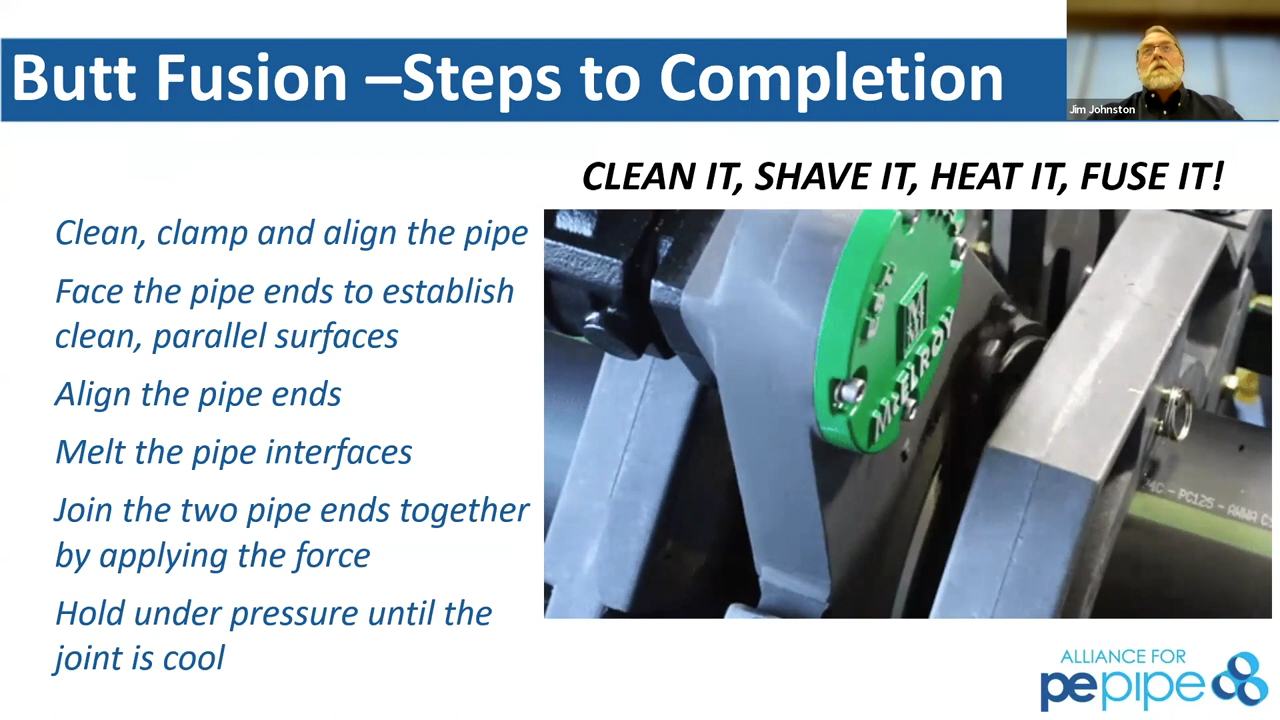 Butt Fusion –Steps to Completion
Jim Johnston
CLEAN IT, SHAVE IT, HEAT IT, FUSE IT!
Clean, clamp and align the pipe
Face the pipe ends to establish
clean, parallel surfaces
Align the pipe ends
Melt the pipe interfaces
Join the two pipe ends together
by applying the force
Hold under pressure until the
joint is cool
McELROY
PC125 - AWWA
ALLIANCE FOR
pepipe